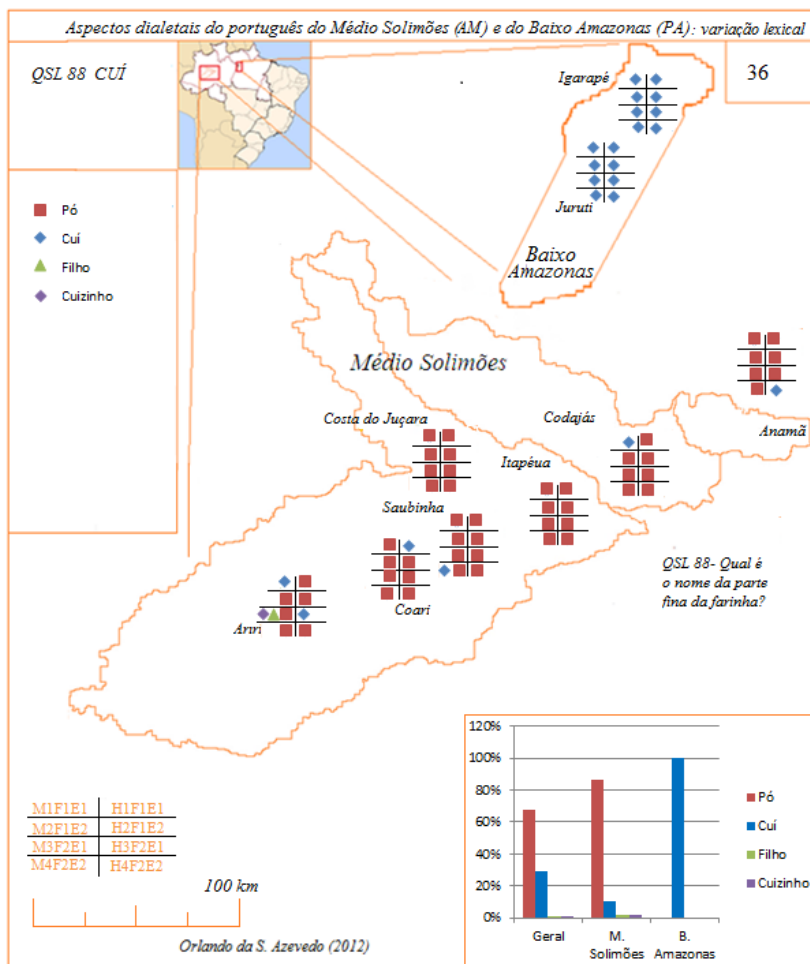 Aspectos dialetais do português do Médio Solimões (AM) e do Baixo Amazonas (PA): variação lexical
QSL 88 CUÍ
36
Igarapé
Juruti
Baixo
Amazonas
Pó
Cuí
Filho
Cuizinho
Médio Solimões
Costa do Juçara
Codajás
Anamã
Itapéua
Saubinha
Coari
Ariri
QSL 88- Qual é
o nome da parte
fina da farinha?
M1F1E1 H1F1E1
M2F1E2 H2F1E2
M3F2E1 H3F2E1
M4F2E2 H4F2E2
100 km
Orlando da S. Azevedo (2012)
120%
100%
80%
60%
40%
20%
0%
Geral
M.
Solimões
B.
Amazonas
Pó
Cuí
Filho
Cuizinho